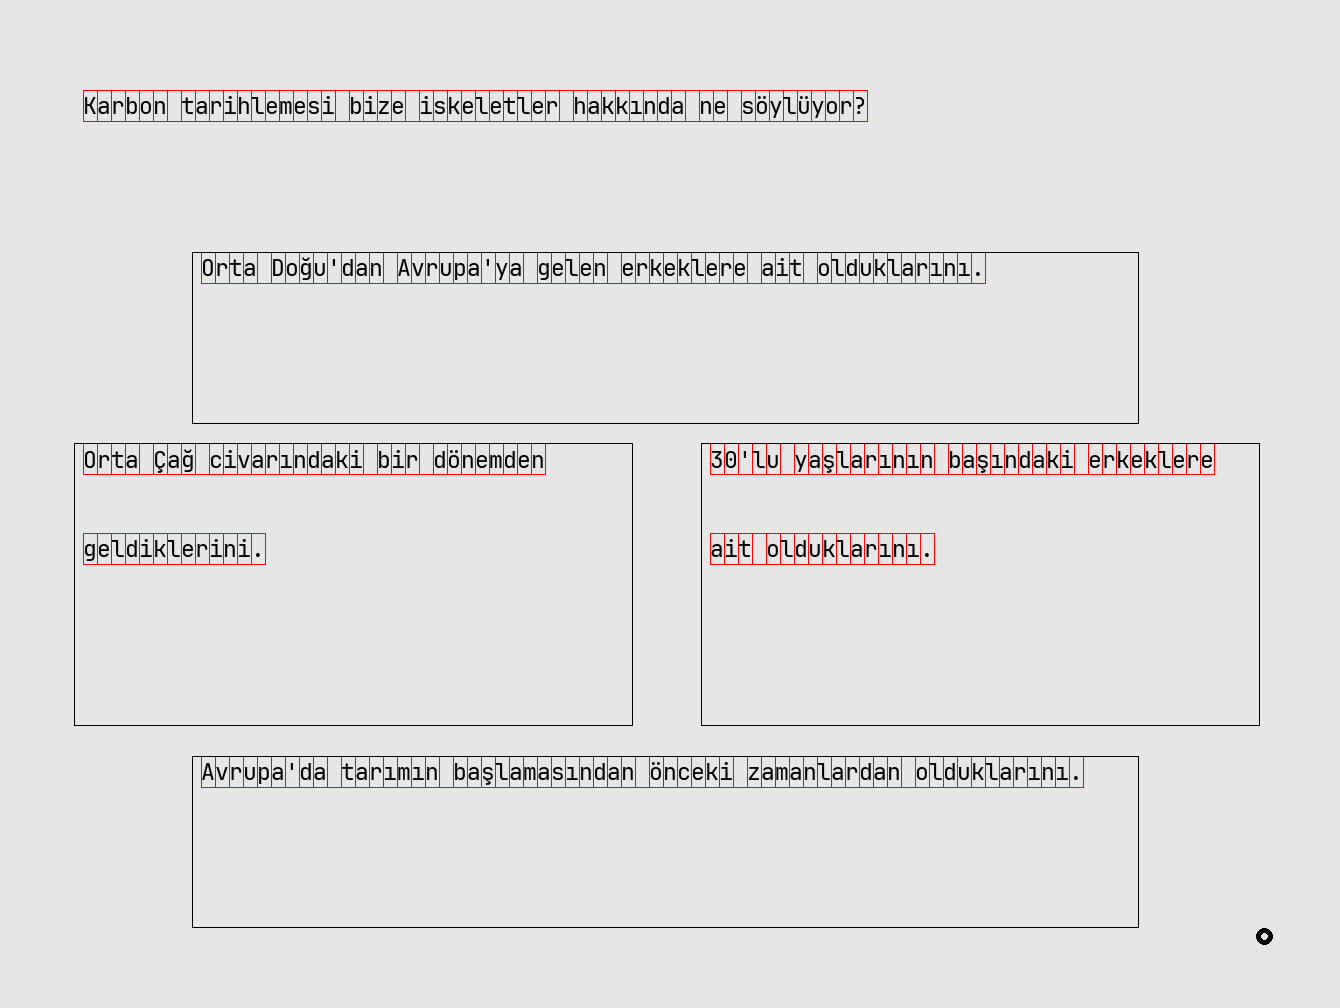 Karbon tarihlemesi bize iskeletler hakkında ne söylüyor?
Orta Doğu'dan Avrupa'ya gelen erkeklere ait olduklarını.
Orta Çağ civarındaki bir dönemden
geldiklerini.
30'lu yaşlarının başındaki erkeklere
ait olduklarını.
Avrupa'da tarımın başlamasından önceki zamanlardan olduklarını.